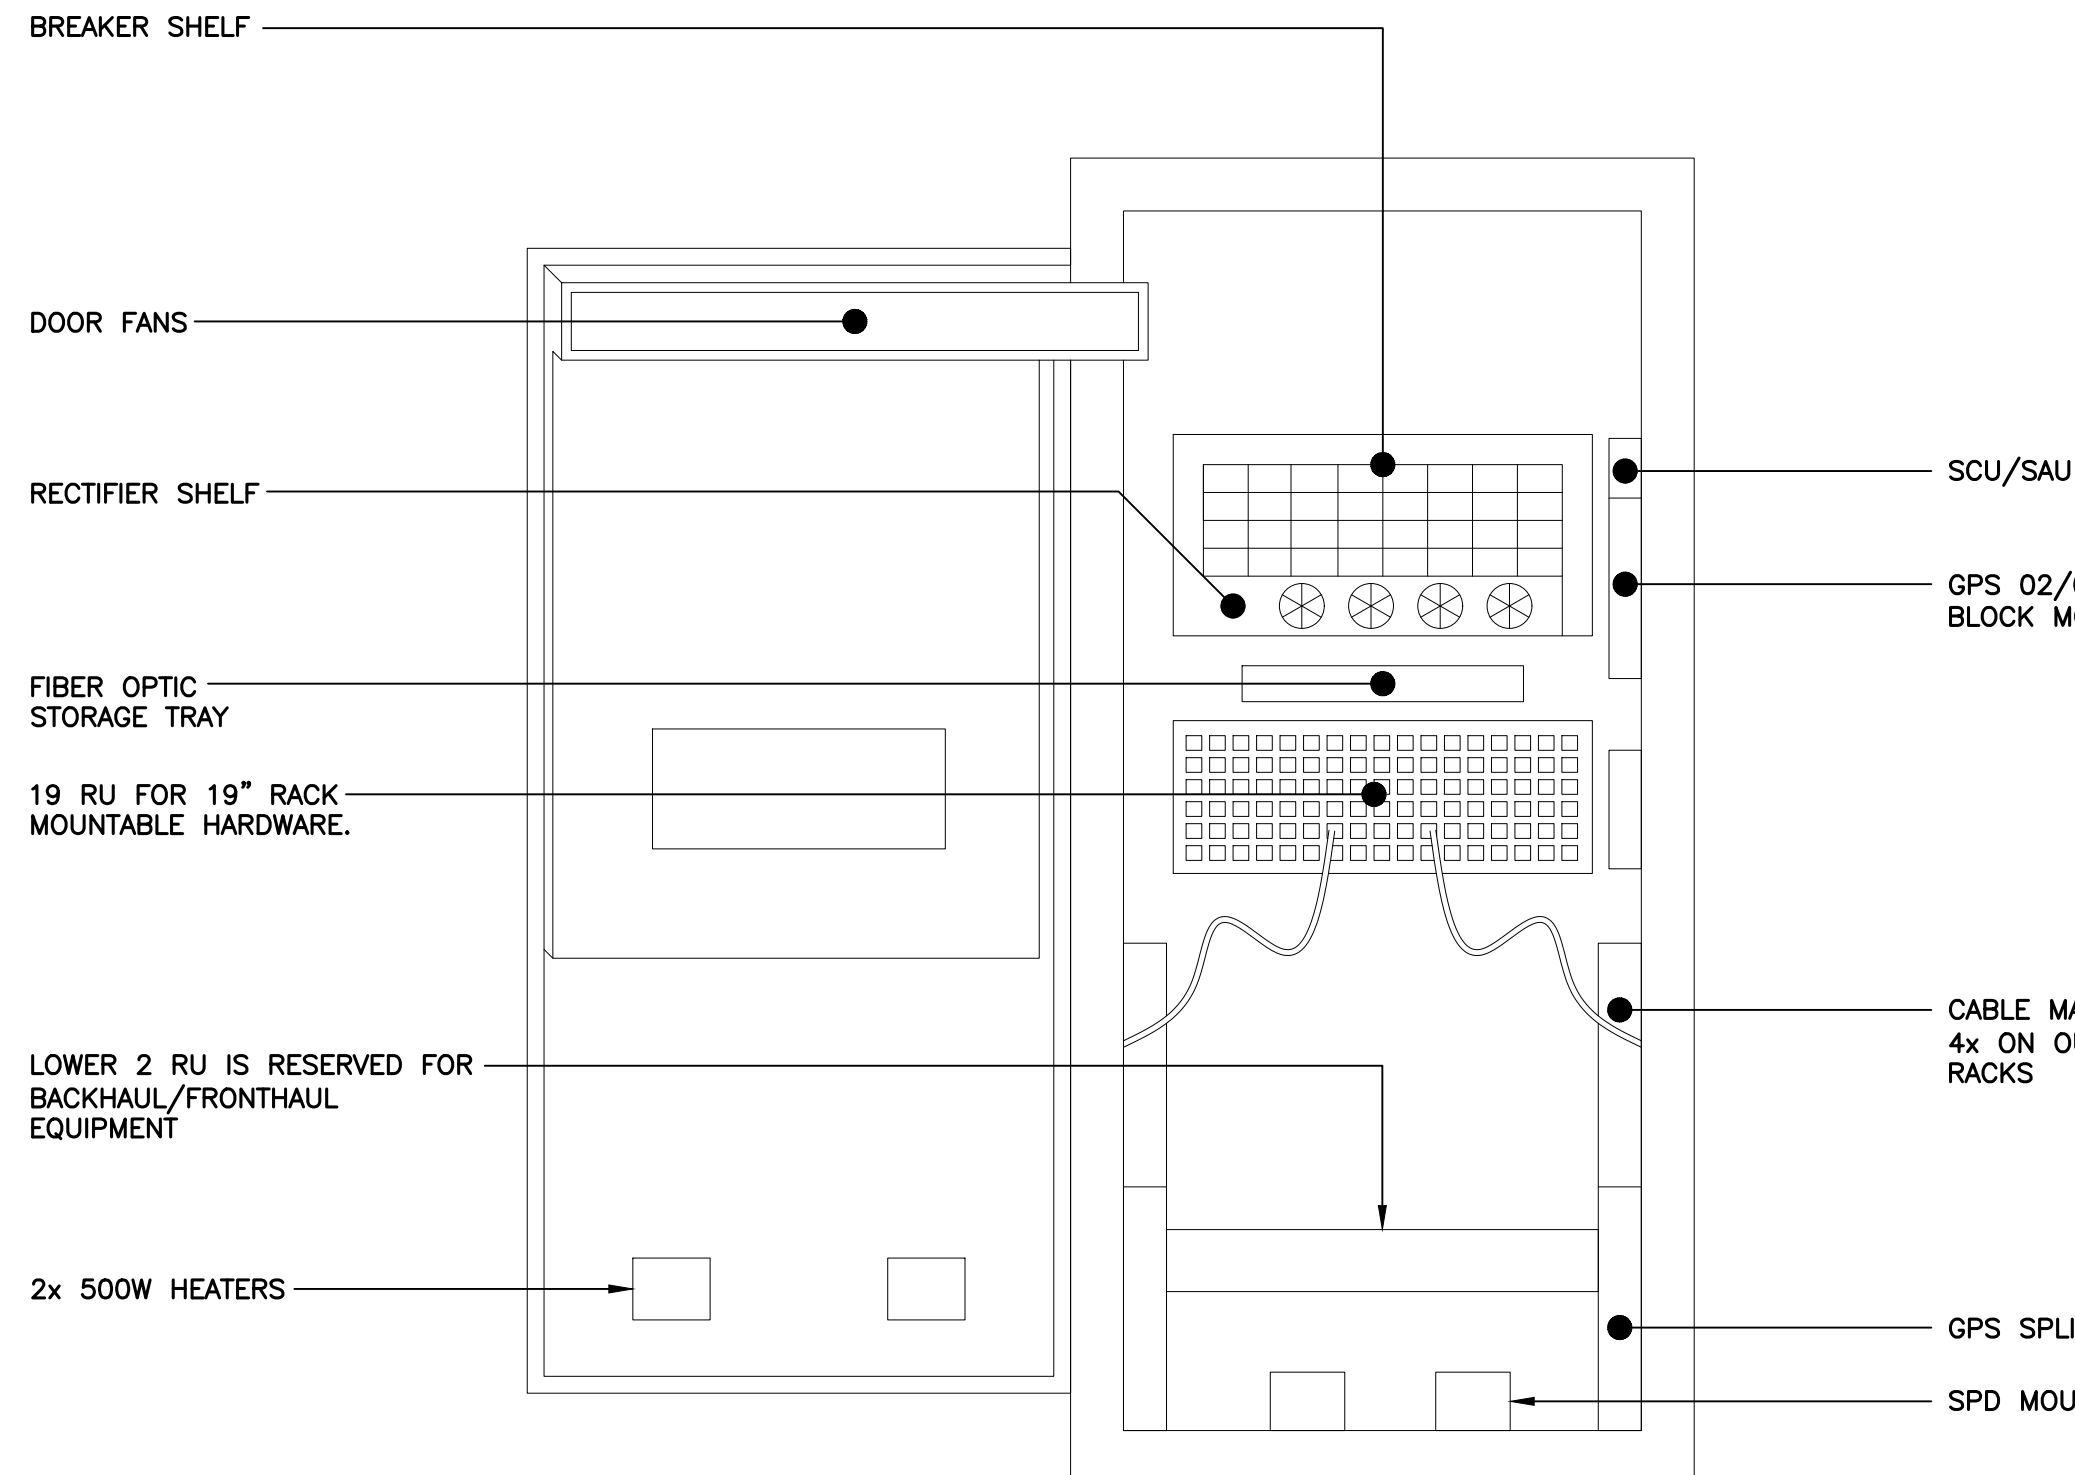 BREAKER SHELF
DOOR FANS
RECTIFIER SHELF
FIBER OPTIC
STORAGE TRAY
19 RU FOR 19" RACK
MOUNTABLE HARDWARE.
LOWER 2 RU IS RESERVED FOR
BACKHAUL/FRONTHAUL
EQUIPMENT
2x 500W HEATERS
SCU/SAU
GPS 02/
BLOCK
CABLE
4x ON
RACKS
GPS
SPD